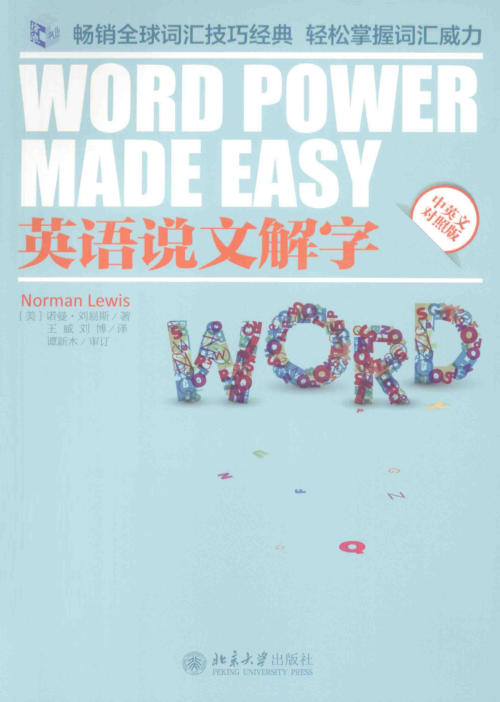 畅销全球词汇技巧经典 轻松掌握词汇威力
WORD POWER
MADE EASY
英语说文解字
中英文
对照版
Norman Lewis
[美]诺曼·刘易斯/著
王 威 刘 博/译
谭新木/审订
WORD
N
F
F
Q
Z
Q
北京大学出版社
PEKING UNIVERSITY PRESS